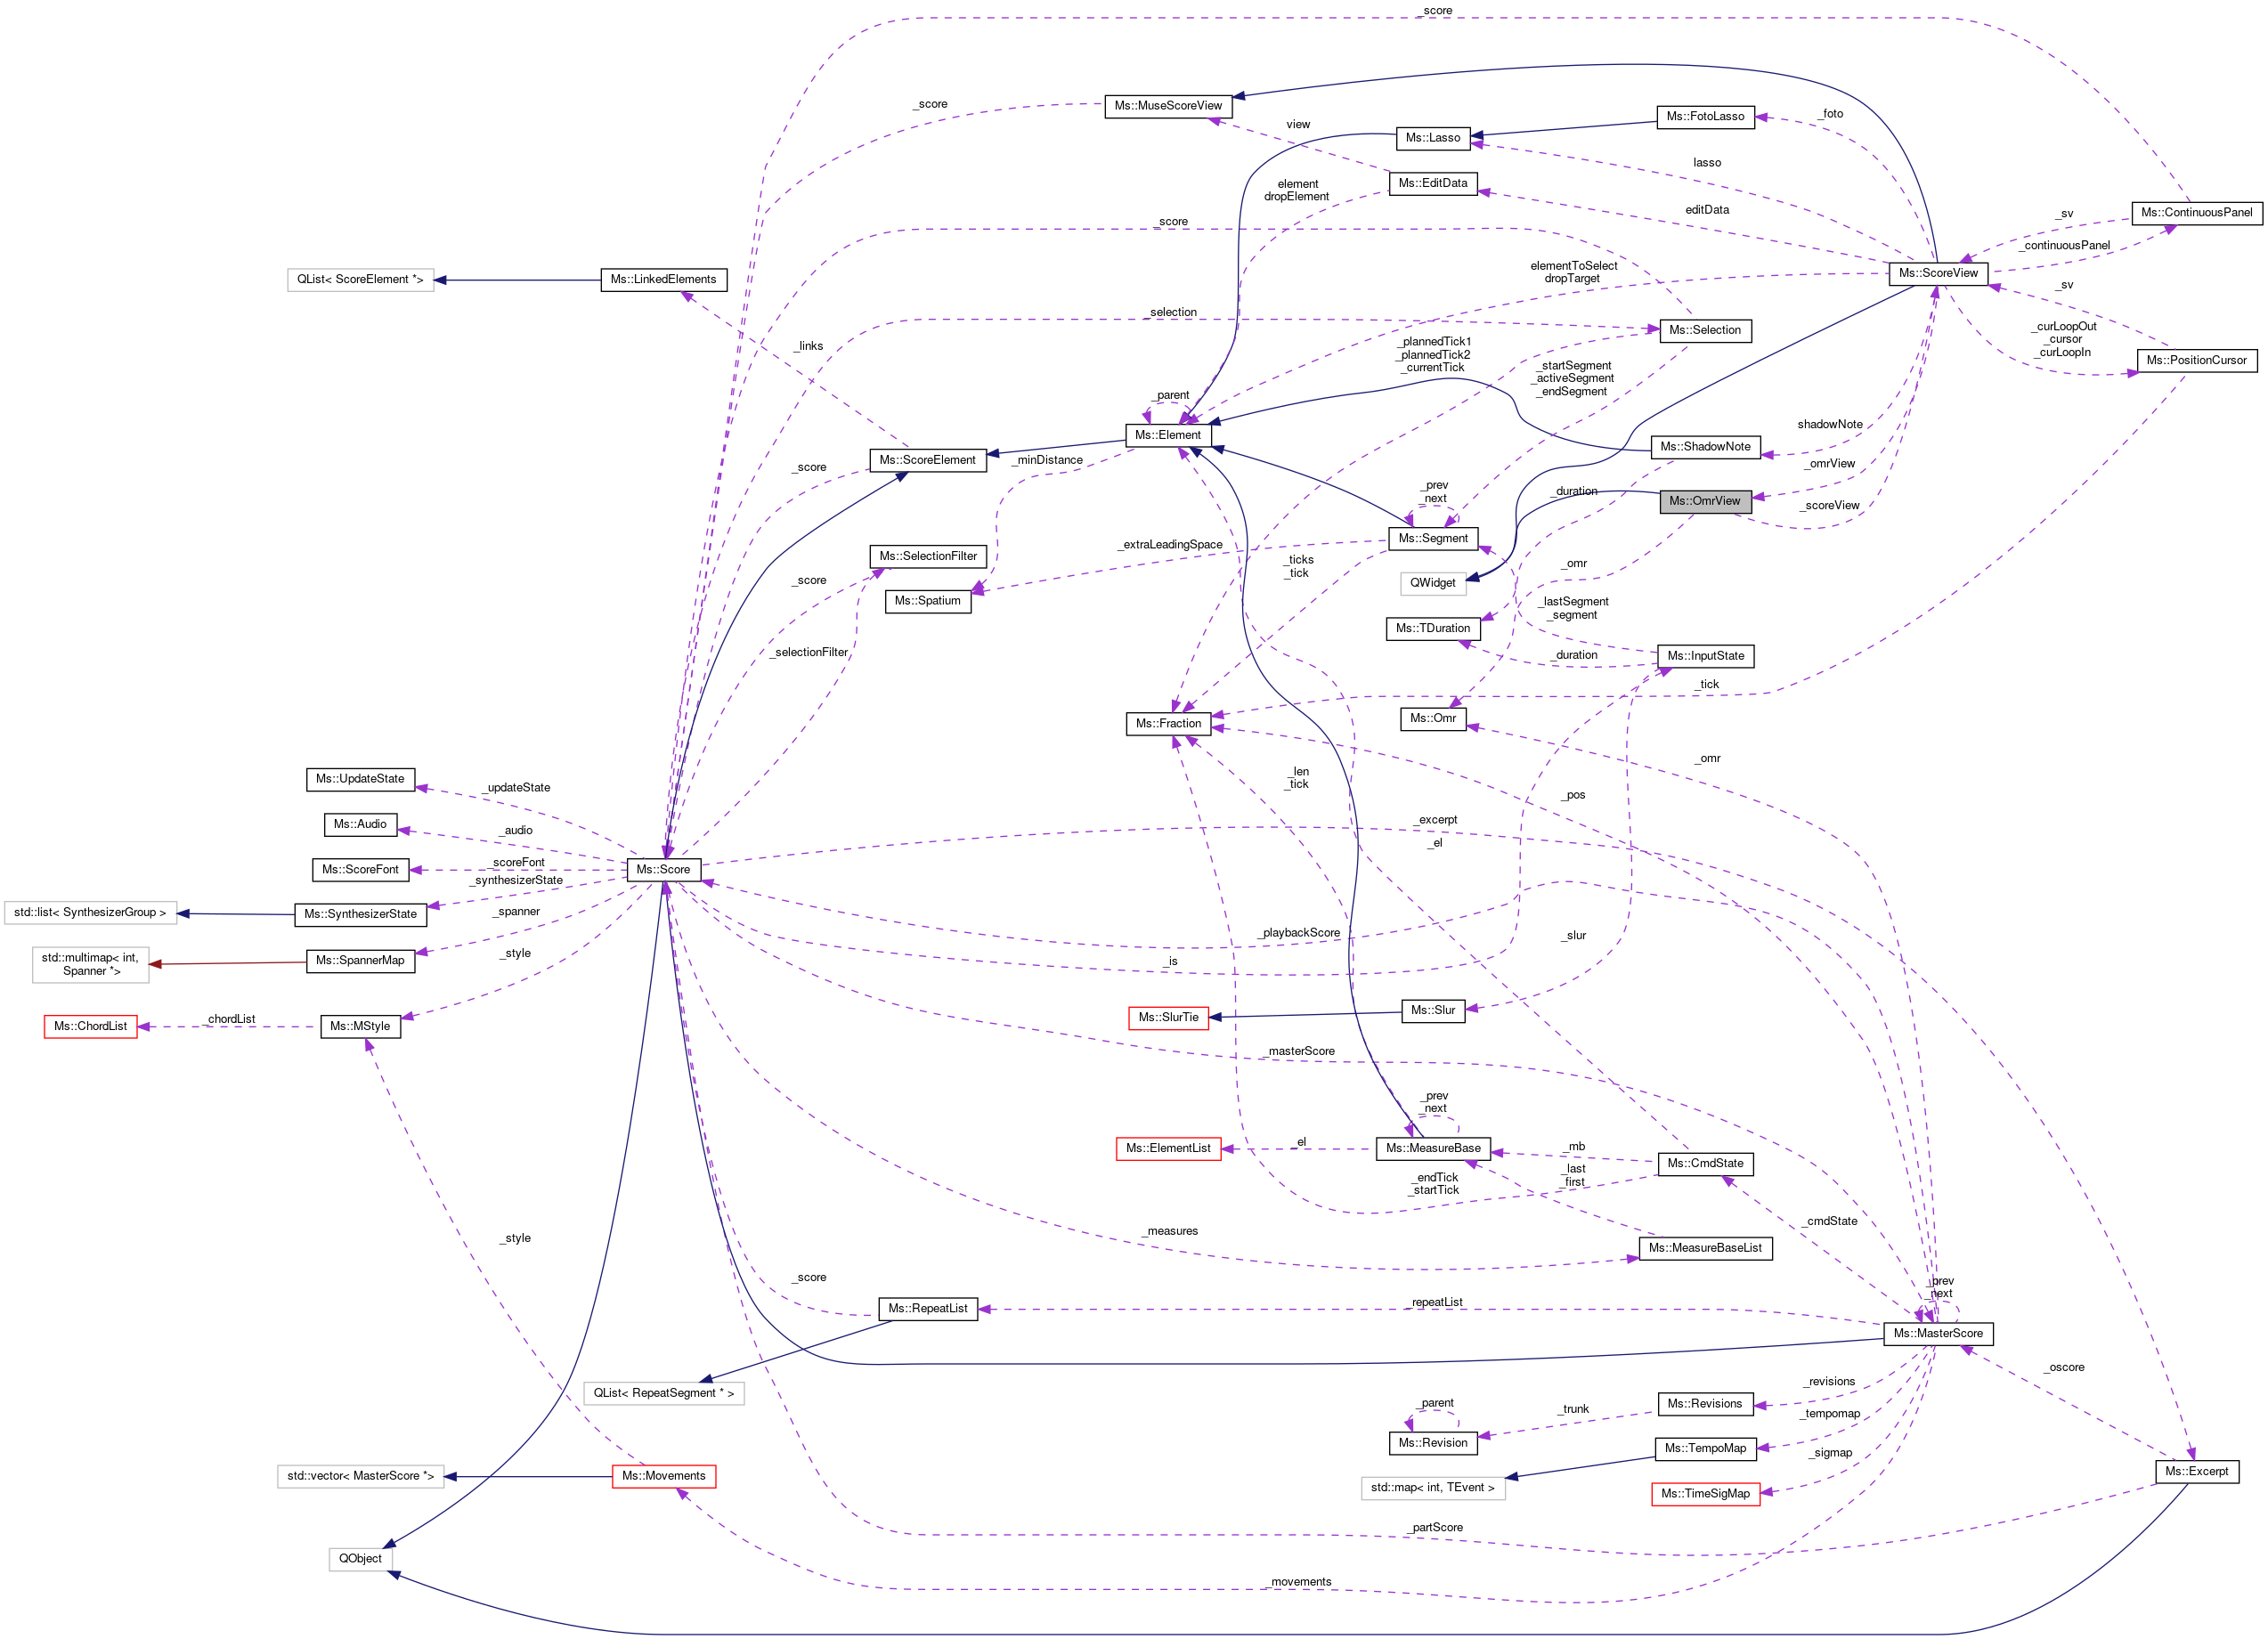 _score
Ms::MuseScoreView
_score
Ms::FotoLasso
_foto
view
Ms::Lasso
lasso
Ms::EditData
element
dropElement
editData
Ms::ContinuousPanel
_sv
_score
_continuousPanel
Ms::ScoreView
elementToSelect
dropTarget
QList< ScoreElement *>
Ms::LinkedElements
_sv
_selection
Ms::Selection
_curLoopOut
_cursor
_curLoopIn
_links
_plannedTick1
_plannedTick2
_currentTick
Ms::PositionCursor
_startSegment
_activeSegment
_endSegment
_parent
shadowNote
Ms::Element
Ms::ShadowNote
Ms::ScoreElement
_minDistance
_score
_omrView
_prev
_next
_duration
Ms::OmrView
_scoreView
Ms::Segment
_extraLeadingSpace
Ms::SelectionFilter
_ticks
_tick
_omr
_score
QWidget
Ms::Spatium
_lastSegment
_segment
Ms::TDuration
_selectionFilter
_duration
Ms::InputState
_tick
Ms::Fraction
Ms::Omr
_omr
Ms::UpdateState
_updateState
_len
_tick
_pos
Ms::Audio
_audio
_excerpt
_el
Ms::ScoreFont
_scoreFont
Ms::Score
_synthesizerState
std::list< SynthesizerGroup >
Ms::SynthesizerState
_spanner
_playbackScore
_slur
std::multimap< int,
Spanner *>
Ms::SpannerMap
_style
_is
Ms::ChordList
_chordList
Ms::MStyle
Ms::SlurTie
Ms::Slur
_masterScore
_prev
_next
Ms::ElementList
_el
Ms::MeasureBase
_mb
Ms::CmdState
_endTick
_startTick
_last
_first
_cmdState
_measures
_style
Ms::MeasureBaseList
_score
_prev
_next
Ms::RepeatList
_repeatList
Ms::MasterScore
_oscore
QList< RepeatSegment * >
_revisions
_parent
_trunk
Ms::Revisions
_tempomap
Ms::Revision
Ms::TempoMap
_sigmap
Ms::Excerpt
std::vector< MasterScore *>
Ms::Movements
std::map< int, TEvent >
Ms::TimeSigMap
_partScore
QObject
_movements